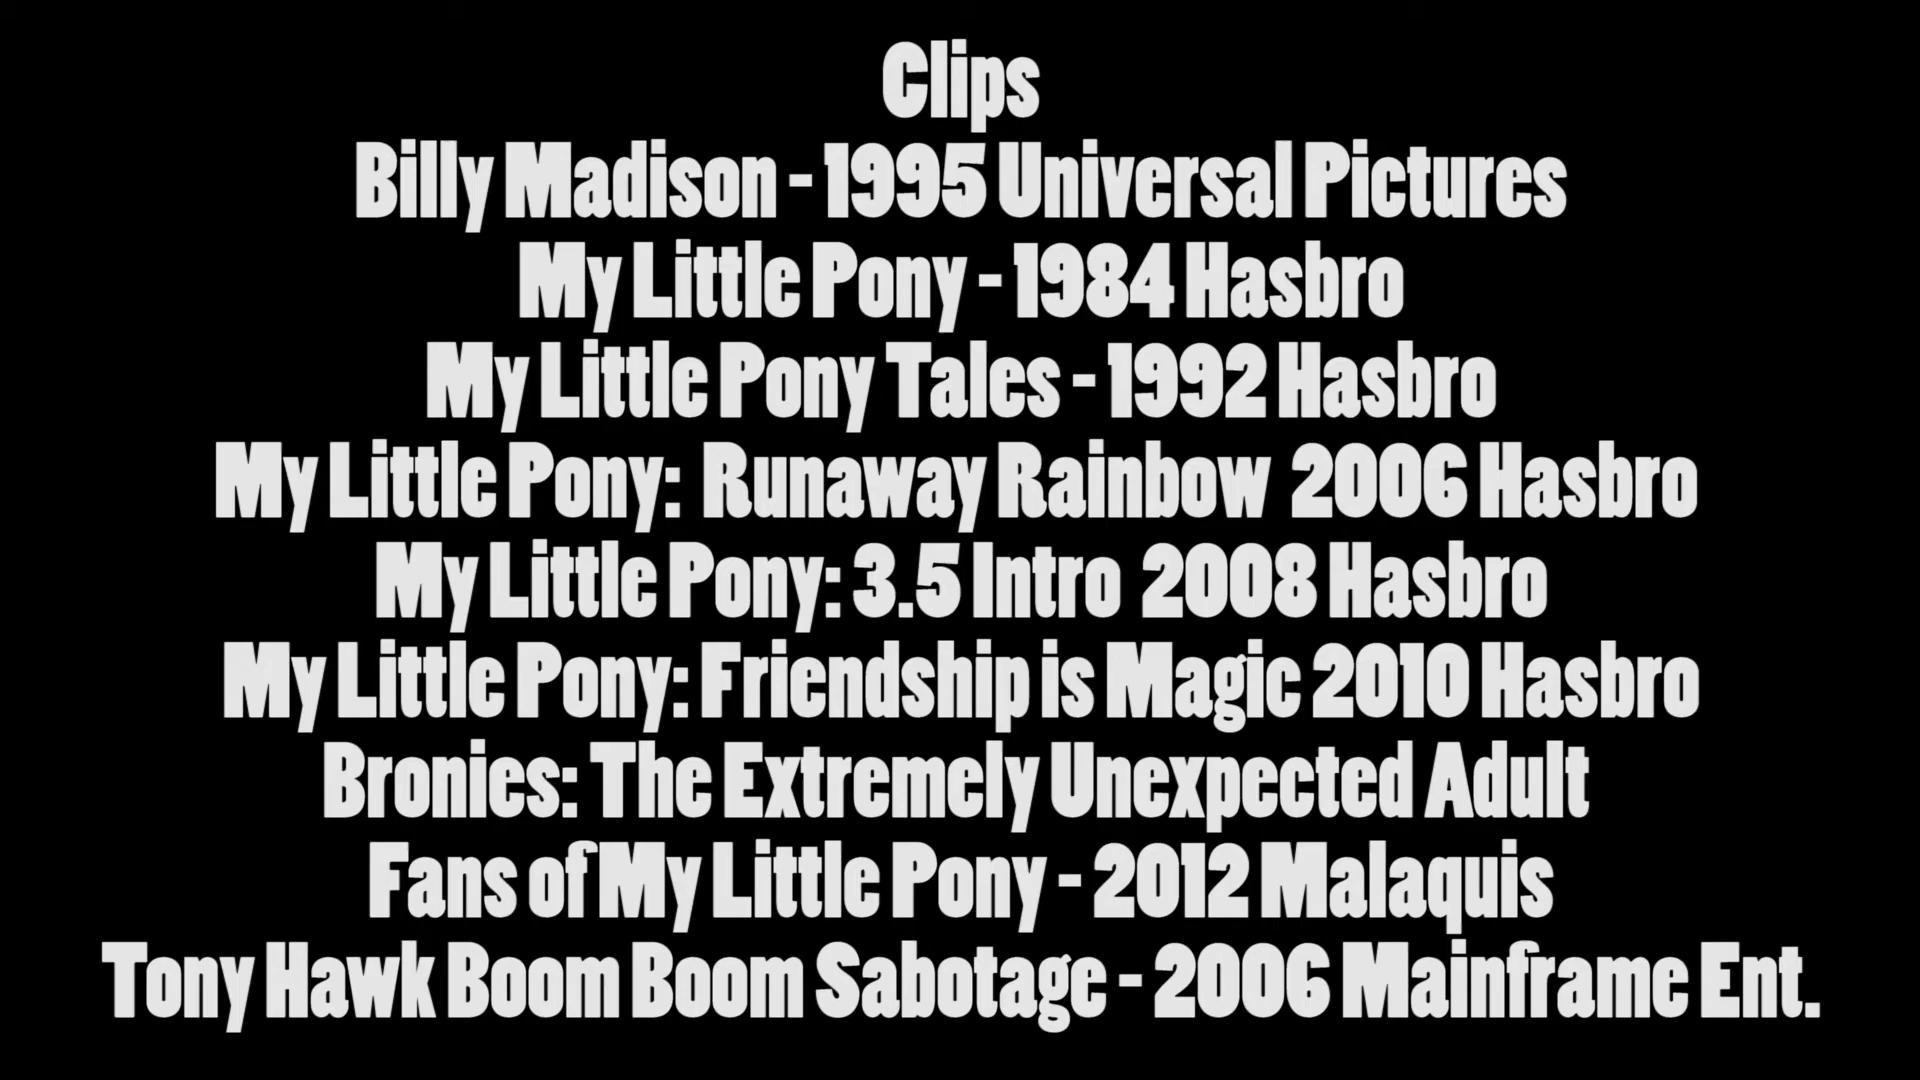 Clips
Billy Madison - 1995 Universal Pictures
My Little Pony - 1984 Hasbro
My Little Pony Tales - 1992 Hasbro
My Little Pony:  Runaway Rainbow  2006 Hasbro
My Little Pony: 3.5 Intro  2008 Hasbro
My Little Pony: Friendship is Magic 2010 Hasbro
Bronies: The Extremely Unexpected Adult
Fans of My Little Pony - 2012 Malaquis
Tony Hawk Boom Boom Sabotage - 2006 Mainframe Ent.